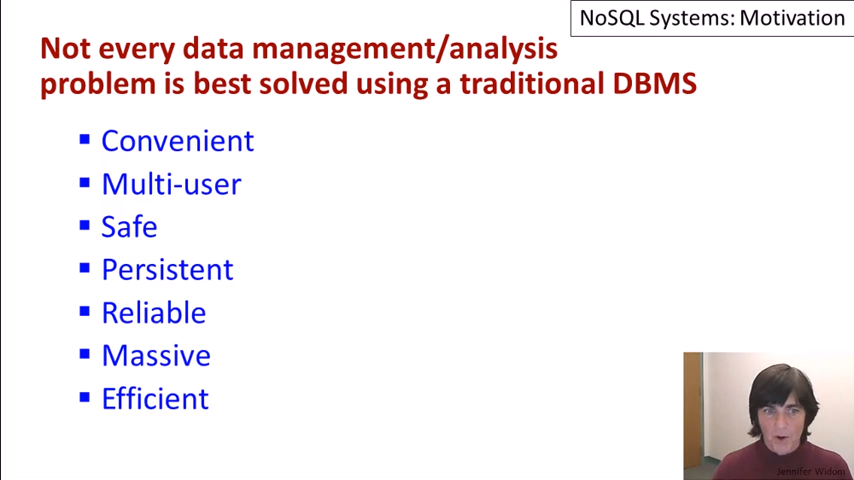 NoSQL Systems: Motivation
Not every data management/analysis
problem is best solved using a traditional DBMS
▪ Convenient
▪ Multi-user
▪ Safe
▪ Persistent
▪ Reliable
▪ Massive
▪ Efficient
Jennifer Widom